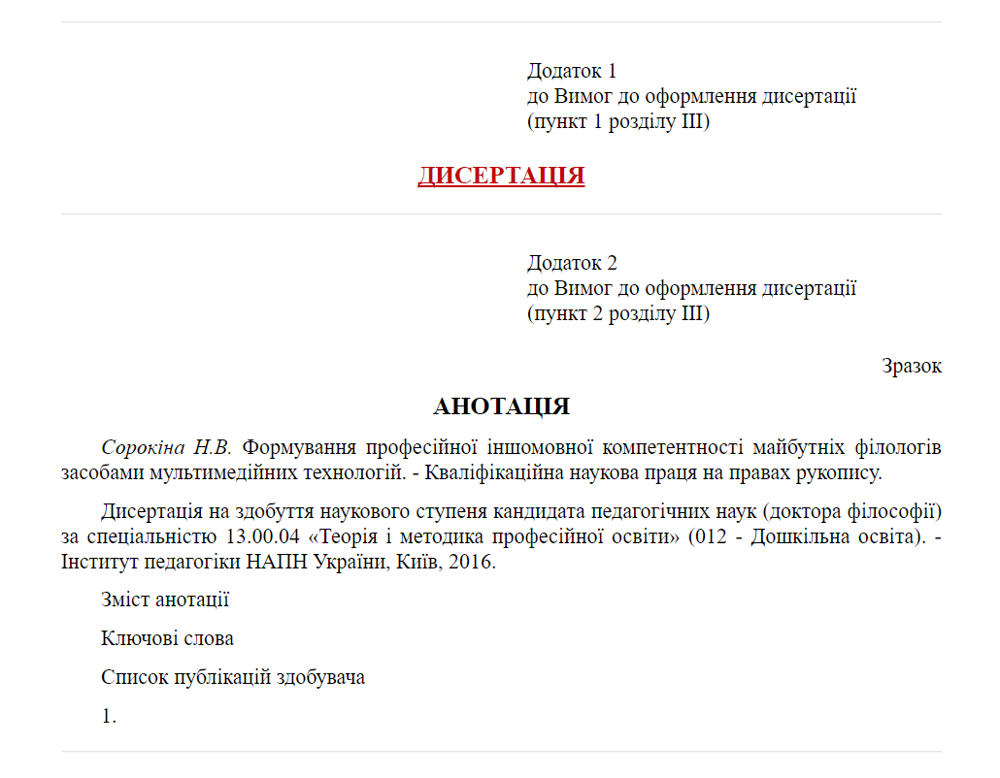 Додаток 1
до Вимог до оформлення дисертації
(пункт 1 розділу III)
ДИСЕРТАЦІЯ
Додаток 2
до Вимог до оформлення дисертації
(пункт 2 розділу III)
Зразок
АНОТАЦІЯ
Сорокіна Н.В. Формування професійної іншомовної компетентності майбутніх філологів
засобами мультимедійних технологій. - Кваліфікаційна наукова праця на правах рукопису.
Дисертація на здобуття наукового ступеня кандидата педагогічних наук (доктора філософії)
за спеціальністю 13.00.04 «Теорія і методика професійної освіти» (012 - Дошкільна освіта). -
Інститут педагогіки НАПН України, Київ, 2016.
Зміст анотації
Ключові слова
Список публікацій здобувача
1.